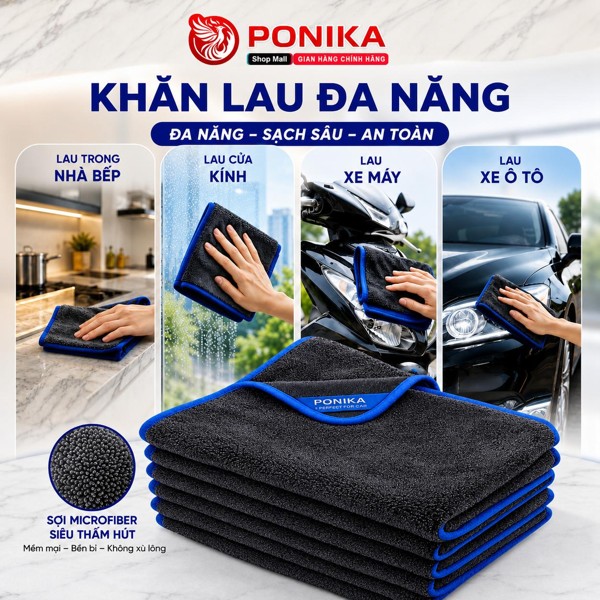 PONIKA
Shop Mall GIAN HÀNG CHÍNH HÃNG
KHĂN LAU ĐA NĂNG
ĐA NĂNG – SẠCH SÂU – AN TOÀN
LAU TRONG
NHÀ BẾP
LAU CỬA
KÍNH
LAU
XE MÁY
LAU
XE Ô TÔ
PONIKA
PERFECT FOR CAR
SỢI MICROFIBER
SIÊU THẤM HÚT
Mềm mại – Bền bỉ – Không xù lông